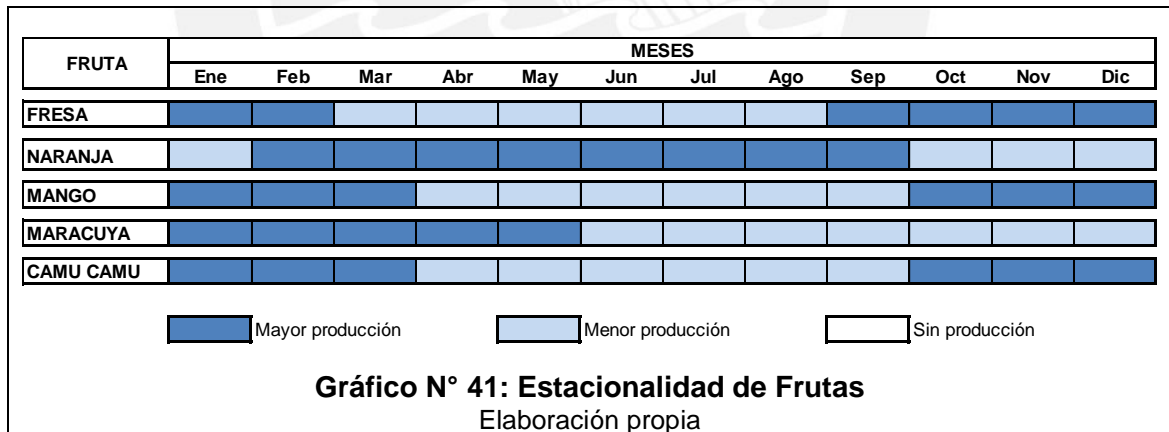 FRUTA
MESES
Ene Feb Mar Abr May Jun Jul Ago Sep Oct Nov Dic
FRESA
NARANJA
MANGO
MARACUYA
CAMU CAMU
Mayor producción Menor producción Sin producción
Gráfico N° 41: Estacionalidad de Frutas
Elaboración propia